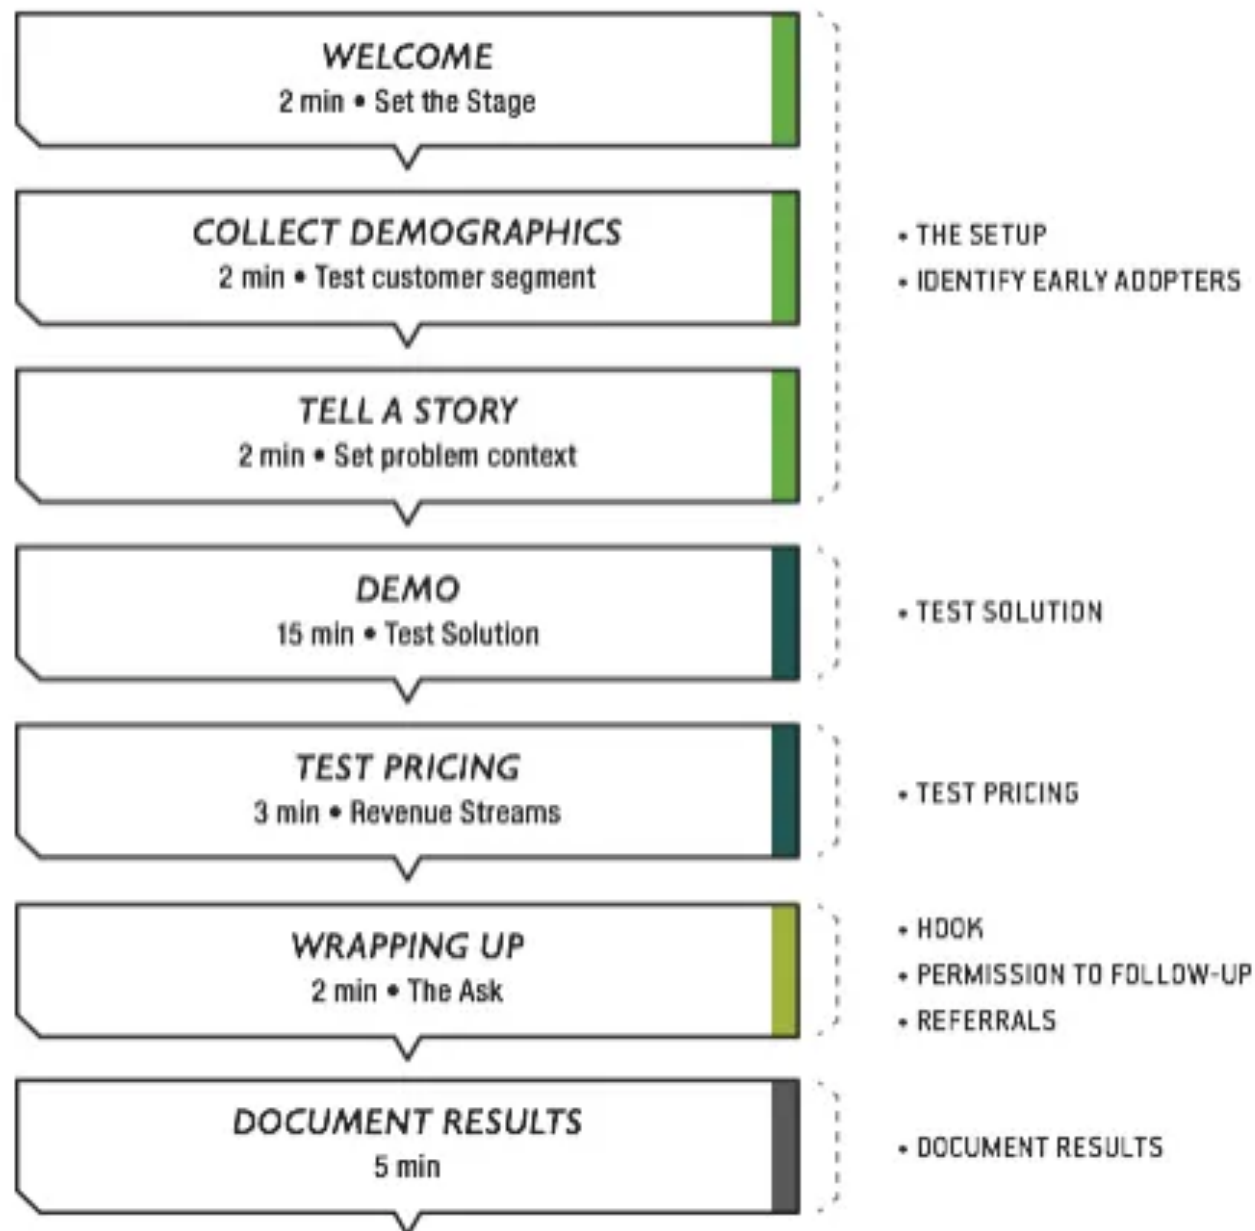 WELCOME
2 min • Set the Stage
COLLECT DEMOGRAPHICS
2 min • Test customer segment
• THE SETUP
• IDENTIFY EARLY ADOPTERS
TELL A STORY
2 min • Set problem context
DEMO
15 min • Test Solution
• TEST SOLUTION
TEST PRICING
3 min • Revenue Streams
• TEST PRICING
WRAPPING UP
2 min • The Ask
• HOOK
• PERMISSION TO FOLLOW-UP
• REFERRALS
DOCUMENT RESULTS
5 min
• DOCUMENT RESULTS